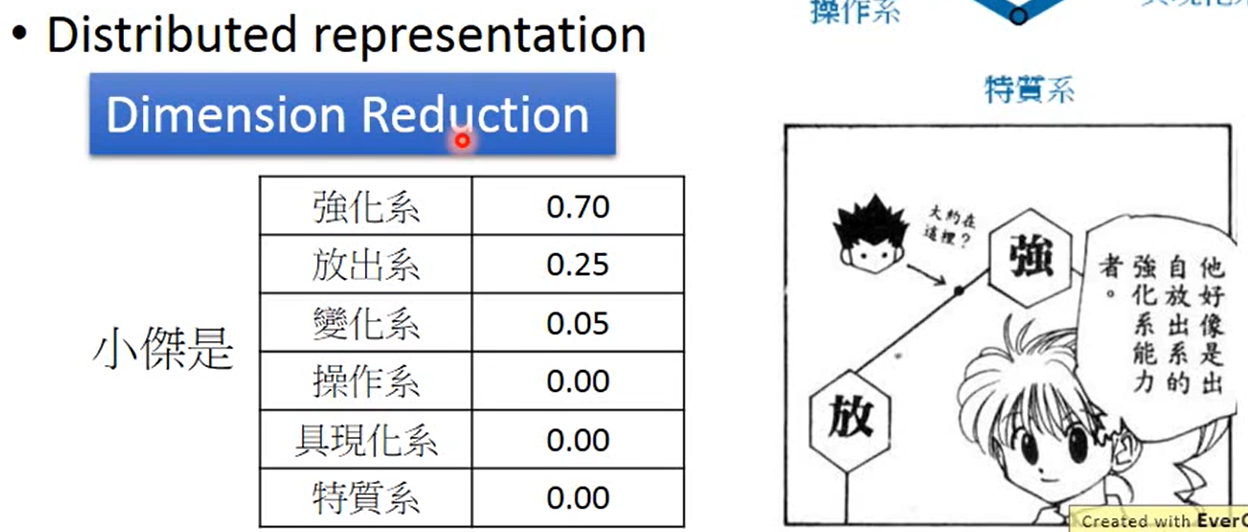 • Distributed representation
Dimension Reduction
小傑是
強化系 0.70
放出系 0.25
變化系 0.05
操作系 0.00
具現化系 0.00
特質系 0.00
操作系
特質系
大約在
這裡？
強
放
他好像是出
自放出系的
強化系能力
者。
Created with Ever